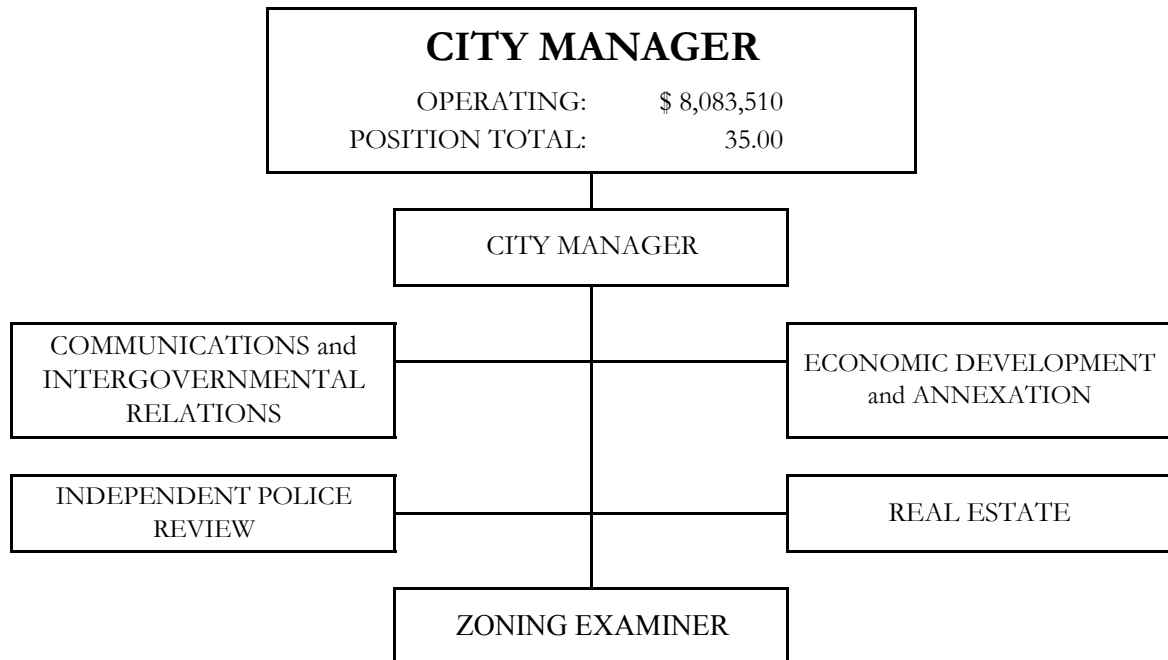 CITY MANAGER
OPERATING: $ 8,083,510
POSITION TOTAL: 35.00
CITY MANAGER
COMMUNICATIONS and
INTERGOVERNMENTAL
RELATIONS
ECONOMIC DEVELOPMENT
and ANNEXATION
INDEPENDENT POLICE
REVIEW
REAL ESTATE
ZONING EXAMINER